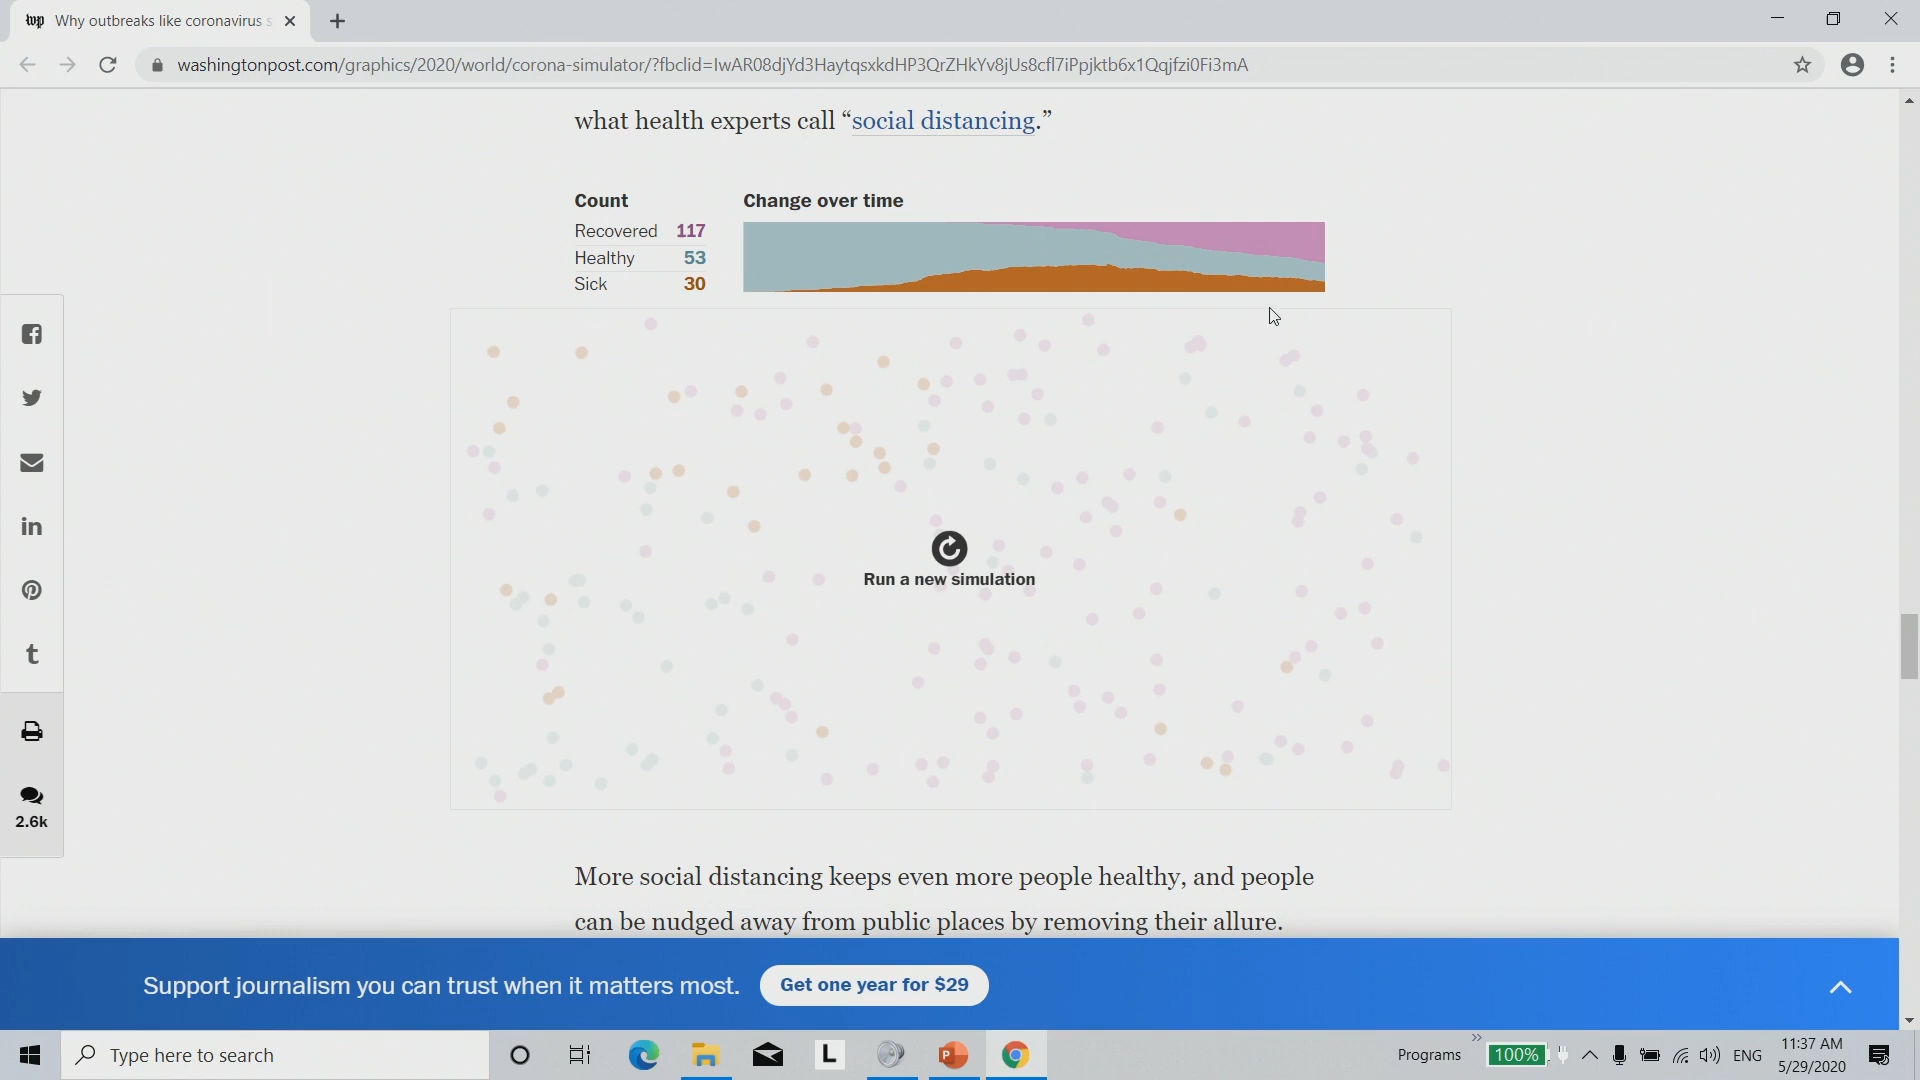 wp Why outbreaks like coronavirus s
washingtonpost.com/graphics/2020/world/corona-simulator/?fbclid=IwAR08djYd3HaytqsxkdHP3QrZHkYv8jUs8cfl7iPpjktb6x1Qqjfzi0Fi3mA
what health experts call “social distancing.”
Count
Recovered 117
Healthy 53
Sick 30
Change over time
Run a new simulation
2.6k
More social distancing keeps even more people healthy, and people
can be nudged away from public places by removing their allure.
Support journalism you can trust when it matters most.
Get one year for $29
Type here to search
L
P
Programs
100%
ENG
11:37 AM
5/29/2020